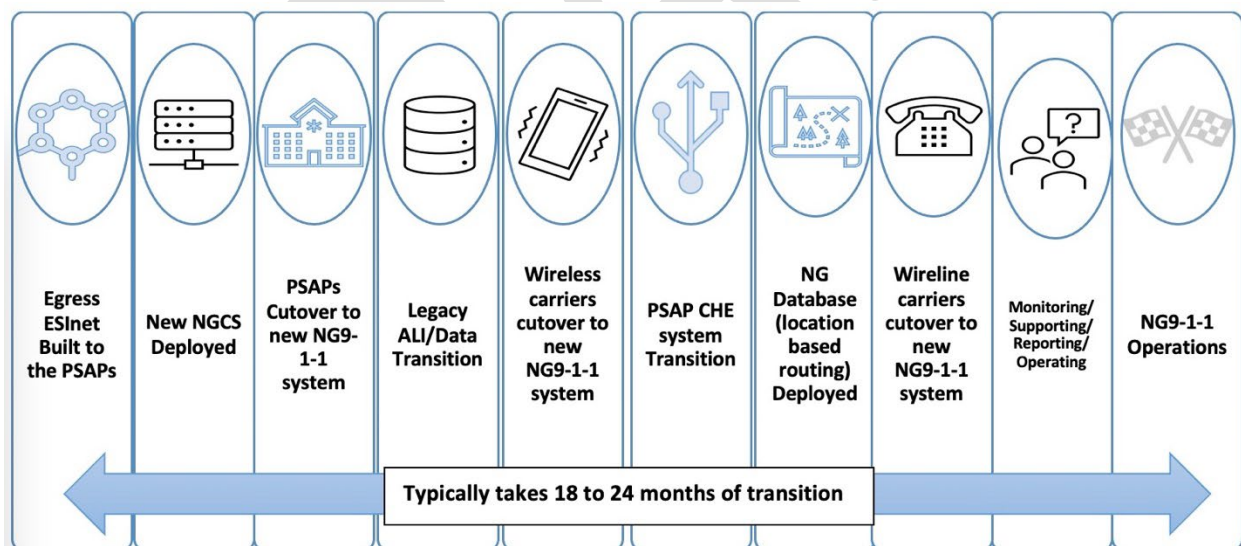 Egress
ESInet
Built to
the PSAPs
New NGCS
Deployed
PSAPs
Cutover to
new NG9-
1-1
system
Legacy
ALI/Data
Transition
Wireless
carriers
cutover to
new
NG9-1-1
system
PSAP CHE
system
Transition
NG
Database
(location
based
routing)
Deployed
Wireline
carriers
cutover to
new
NG9-1-1
system
?
Monitoring/
Supporting/
Reporting/
Operating
NG9-1-1
Operations
Typically takes 18 to 24 months of transition